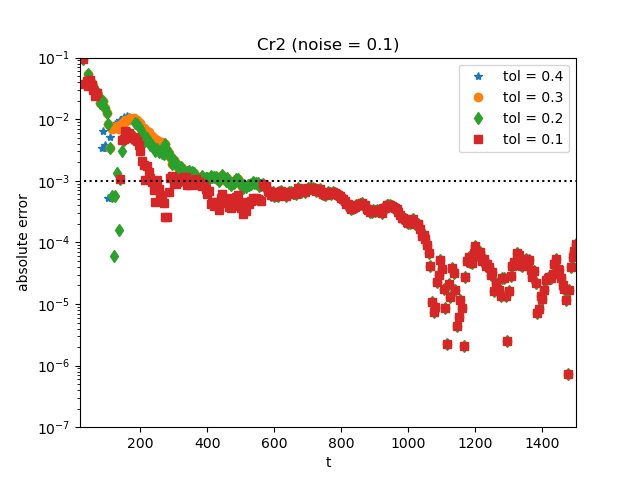 Cr2 (noise = 0.1)
10⁻¹
10⁻²
10⁻³
10⁻⁴
10⁻⁵
10⁻⁶
10⁻⁷
absolute error
tol = 0.4
tol = 0.3
tol = 0.2
tol = 0.1
200 400 600 800 1000 1200 1400
t